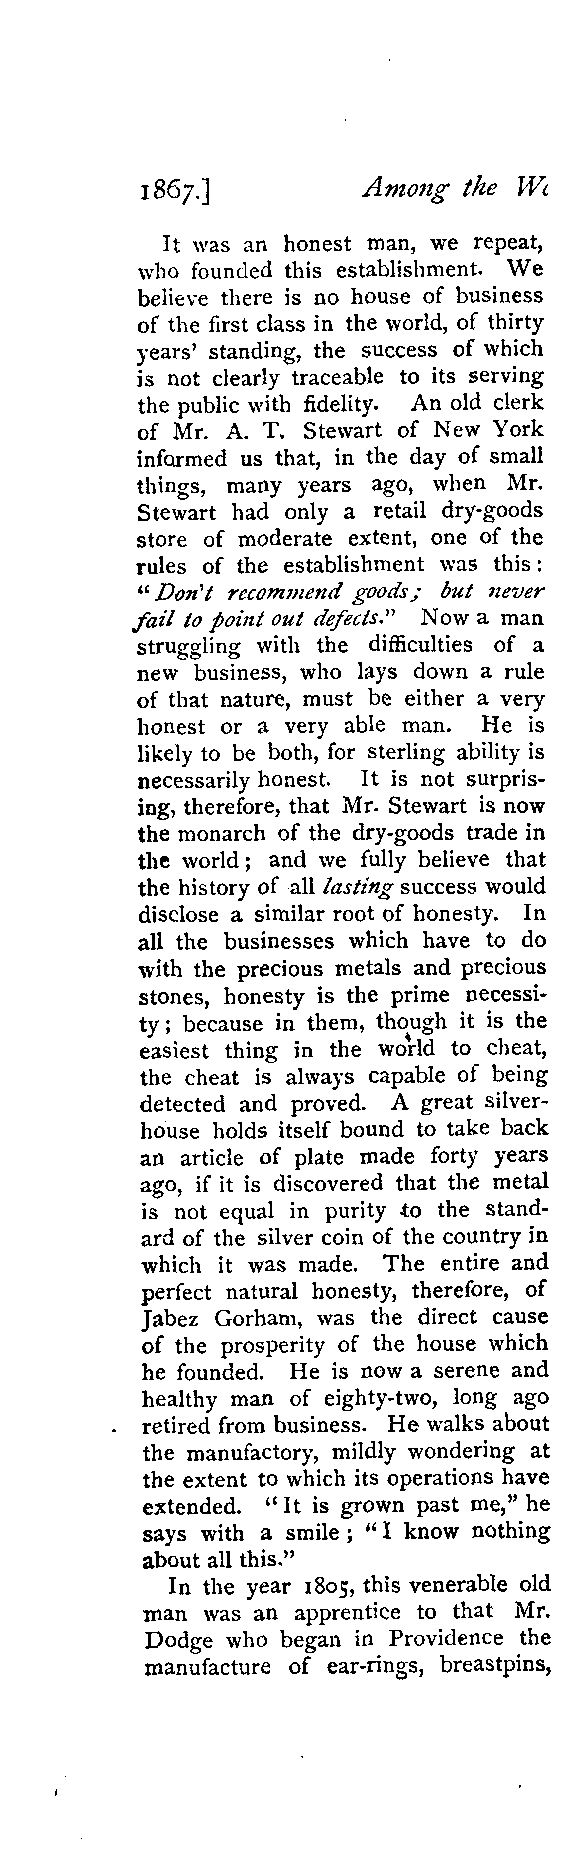 1867.] Among the
It was an honest man, we repeat,
who founded this establishment. We
believe there is no house of business
of the first class in the world, of thirty
years' standing, the success of which
is not clearly traceable to its serving
the public with fidelity. An old clerk
of Mr. A. T. Stewart of New York
informed us that, in the day of small
things, many years ago, when Mr.
Stewart had only a retail dry-goods
store of moderate extent, one of the
rules of the establishment was this:
"Don't recommend goods; but never
fail to point out defects." Now a man
struggling with the difficulties of a
new business, who lays down a rule
of that nature, must be either a very
honest or a very able man. He is
likely to be both, for sterling ability is
necessarily honest. It is not surpris-
ing, therefore, that Mr. Stewart is now
the monarch of the dry-goods trade in
the world; and we fully believe that
the history of all lasting success would
disclose a similar root of honesty. In
all the businesses which have to do
with the precious metals and precious
stones, honesty is the prime necessi-
ty; because in them, though it is the
easiest thing in the world to cheat,
the cheat is always capable of being
detected and proved. A great silver-
house holds itself bound to take back
an article of plate made forty years
ago, if it is discovered that the metal
is not equal in purity to the stand-
ard of the silver coin of the country in
which it was made. The entire and
perfect natural honesty, therefore, of
Jabez Gorham, was the direct cause
of the prosperity of the house which
he founded. He is now a serene and
healthy man of eighty-two, long ago
retired from business. He walks about
the manufactory, mildly wondering at
the extent to which its operations have
extended. "It is grown past me," he
says with a smile; "I know nothing
about all this."
In the year 1805, this venerable old
man was an apprentice to that Mr.
Dodge who began in Providence the
manufacture of ear-rings, breastpins,